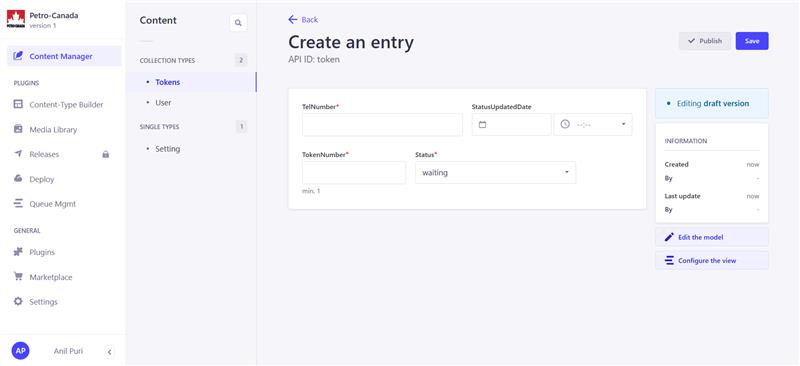 PETRO-CANADA
Petro-Canada
version 1
Content Manager
PLUGINS
Content-Type Builder
Media Library
Releases
Deploy
Queue Mgmt
GENERAL
Plugins
Marketplace
Settings
AP
Anil Puri
Content
COLLECTION TYPES 2
Tokens
User
SINGLE TYPES 1
Setting
Back
Create an entry
API ID: token
Publish
Save
TelNumber*
StatusUpdatedDate
--:--
TokenNumber*
Status*
waiting
min. 1
Editing draft version
INFORMATION
Created now
By -
Last update now
By -
Edit the model
Configure the view